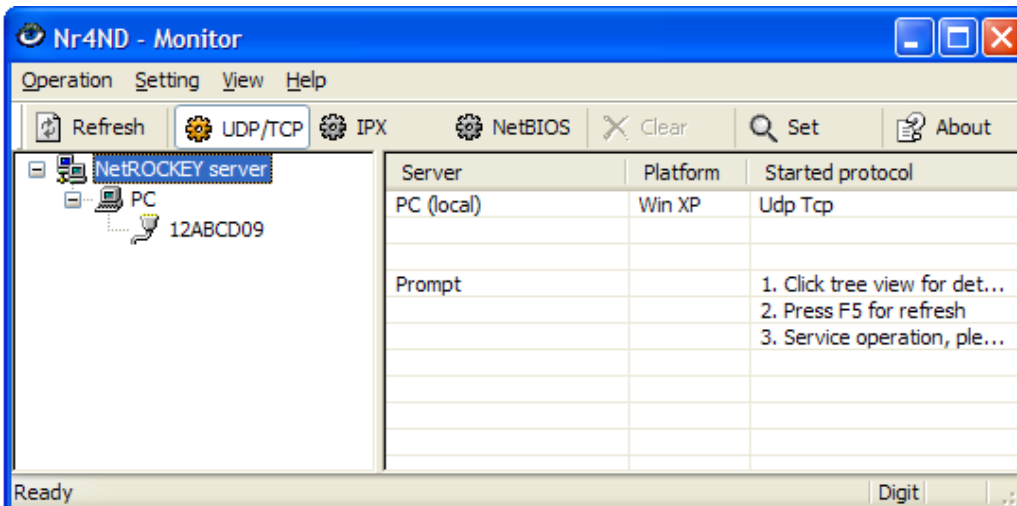 Nr4ND - Monitor
Operation Setting View Help
Refresh UDP/TCP IPX NetBIOS Clear Set About
NetROCKEY server
PC
12ABCD09
Server Platform Started protocol
PC (local) Win XP Udp Tcp
Prompt 1. Click tree view for det...
2. Press F5 for refresh
3. Service operation, ple...
Ready Digit